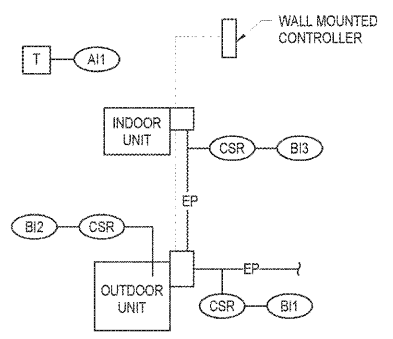 WALL MOUNTED
CONTROLLER
T
AI1
INDOOR
UNIT
CSR
BI3
EP
BI2
CSR
OUTDOOR
UNIT
EP
CSR
BI1